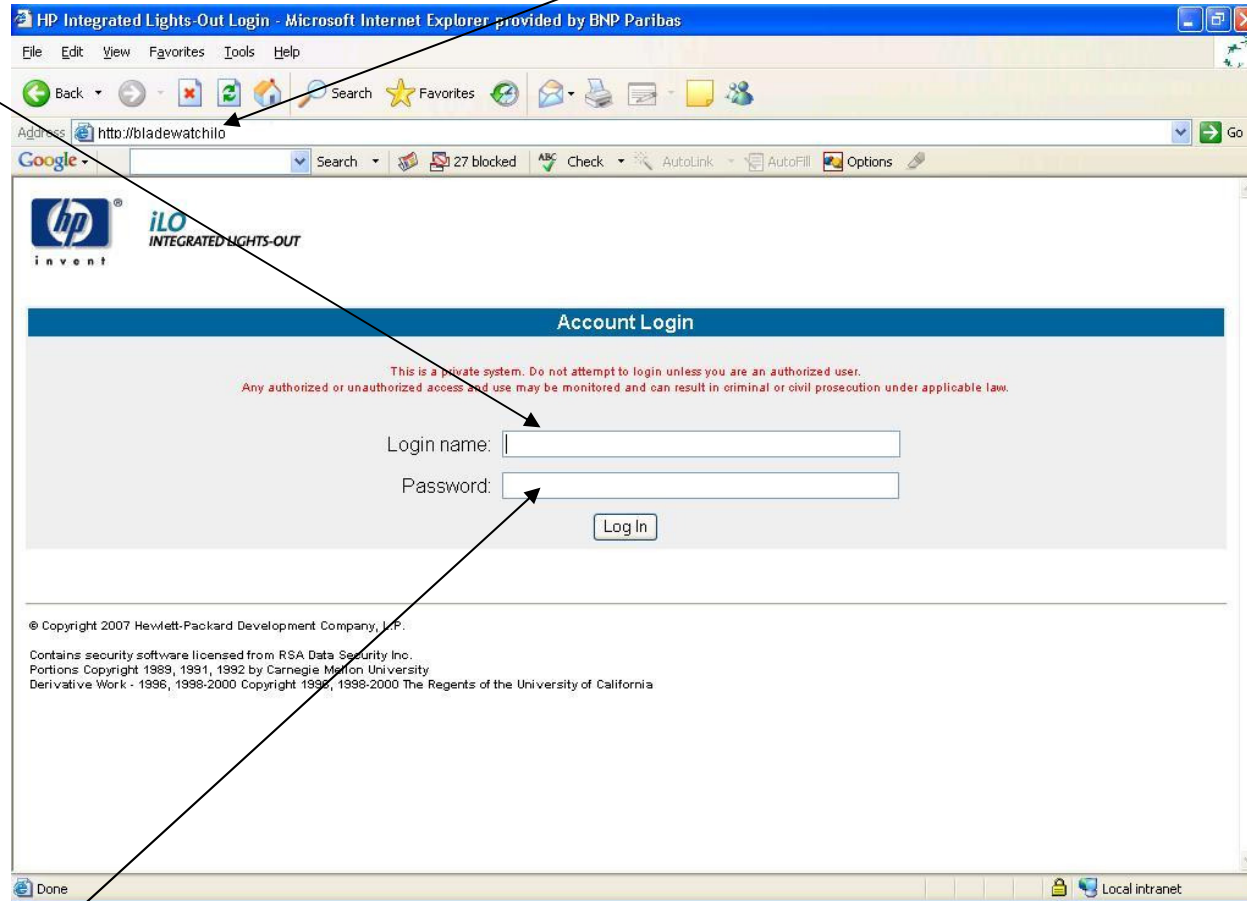 HP Integrated Lights-Out Login - Microsoft Internet Explorer provided by BNP Paribas
File Edit View Favorites Tools Help
Back Search Favorites
Address http://bladewatchilo Go
Google Search 27 blocked ABC Check AutoLink AutoFill Options
hp ® iLO
INTEGRATED LIGHTS-OUT
invent
Account Login
This is a private system. Do not attempt to login unless you are an authorized user.
Any authorized or unauthorized access and use may be monitored and can result in criminal or civil prosecution under applicable law.
Login name:
Password:
Log In
© Copyright 2007 Hewlett-Packard Development Company, L.P.
Contains security software licensed from RSA Data Security Inc.
Portions Copyright 1989, 1991, 1992 by Carnegie Mellon University
Derivative Work - 1996, 1998-2000 Copyright 1996, 1998-2000 The Regents of the University of California
Done Local intranet